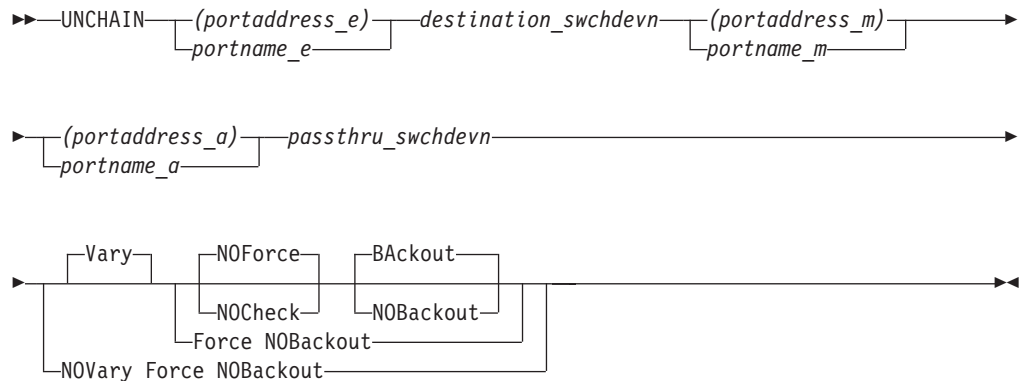 UNCHAIN (portaddress_e) destination_swchdevn (portaddress_m)
portname_e portname_m
(portaddress_a) passthru_swchdevn
portname_a
Vary NOForce BAckout
NOCheck NOBackout
Force NOBackout
NOVary Force NOBackout